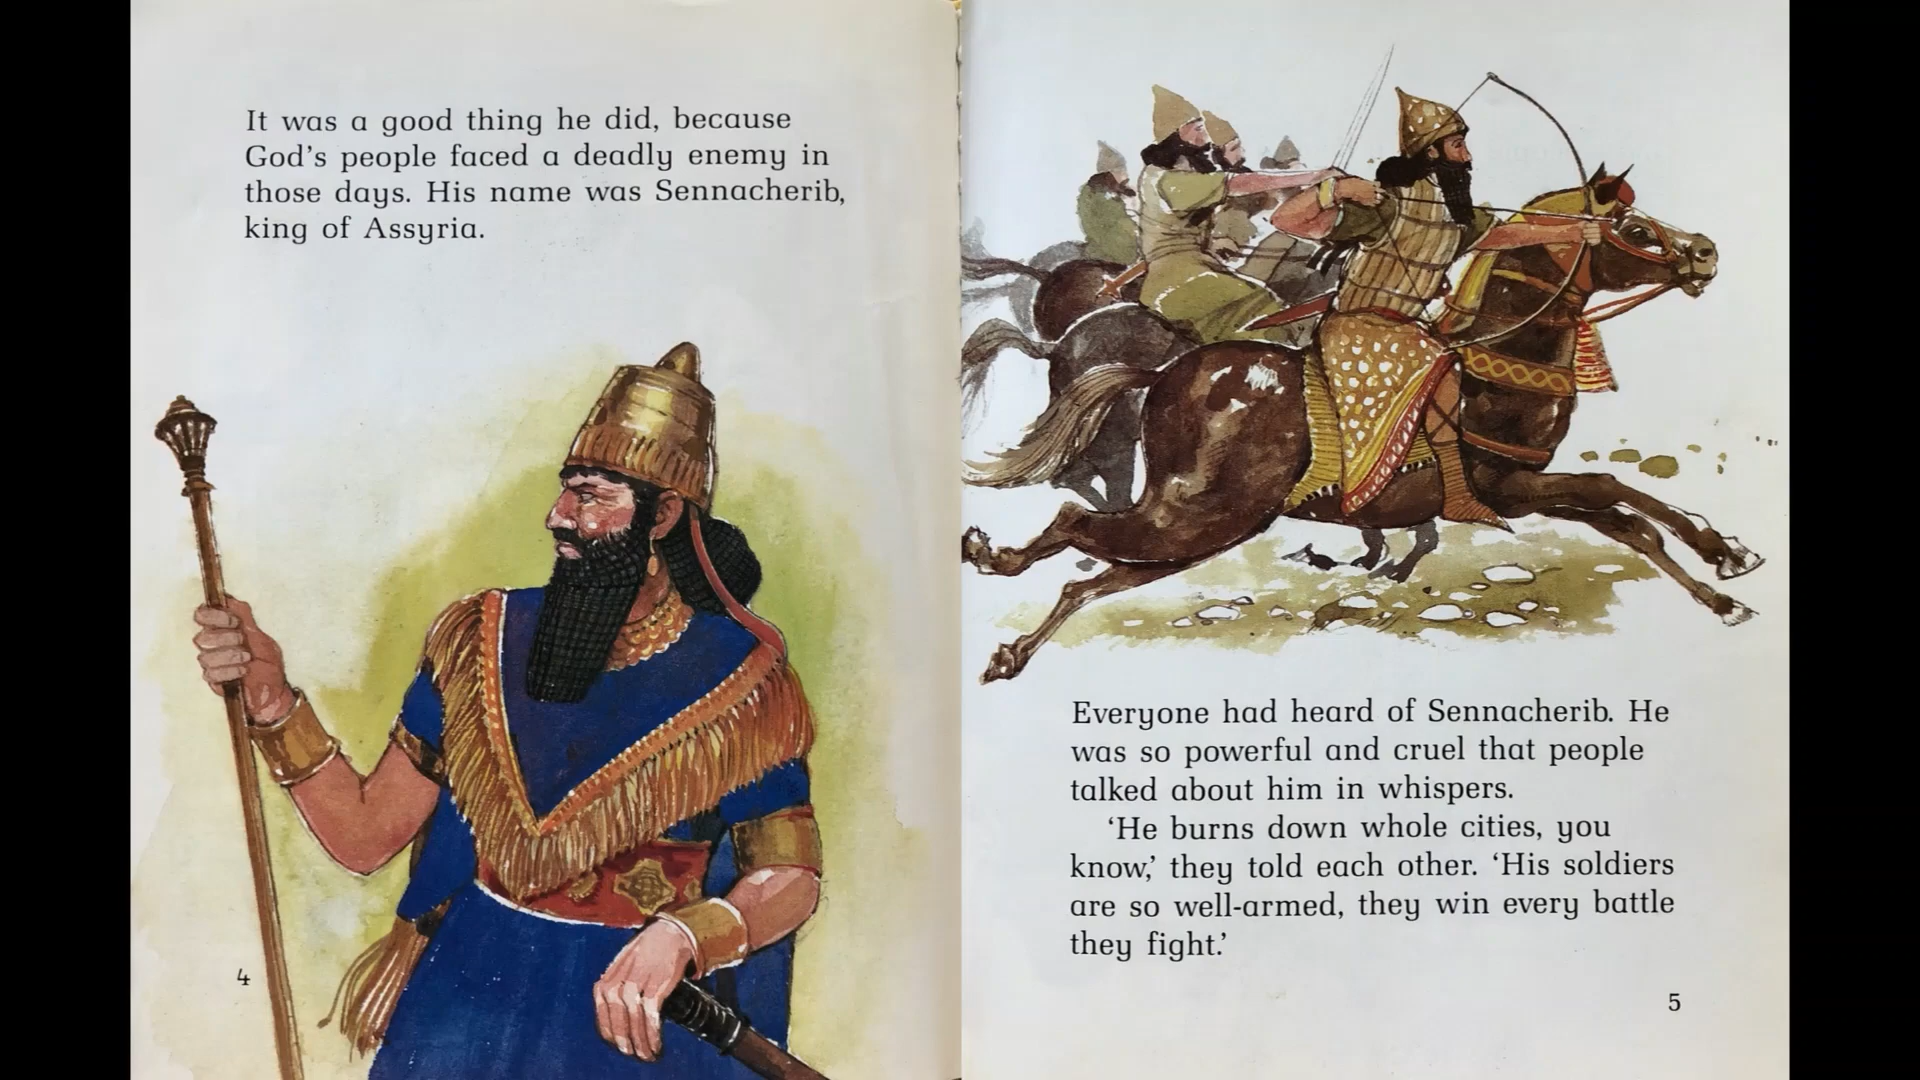 It was a good thing he did, because
God's people faced a deadly enemy in
those days. His name was Sennacherib,
king of Assyria.
4
Everyone had heard of Sennacherib. He
was so powerful and cruel that people
talked about him in whispers.
‘He burns down whole cities, you
know,’ they told each other. ‘His soldiers
are so well-armed, they win every battle
they fight.’
5